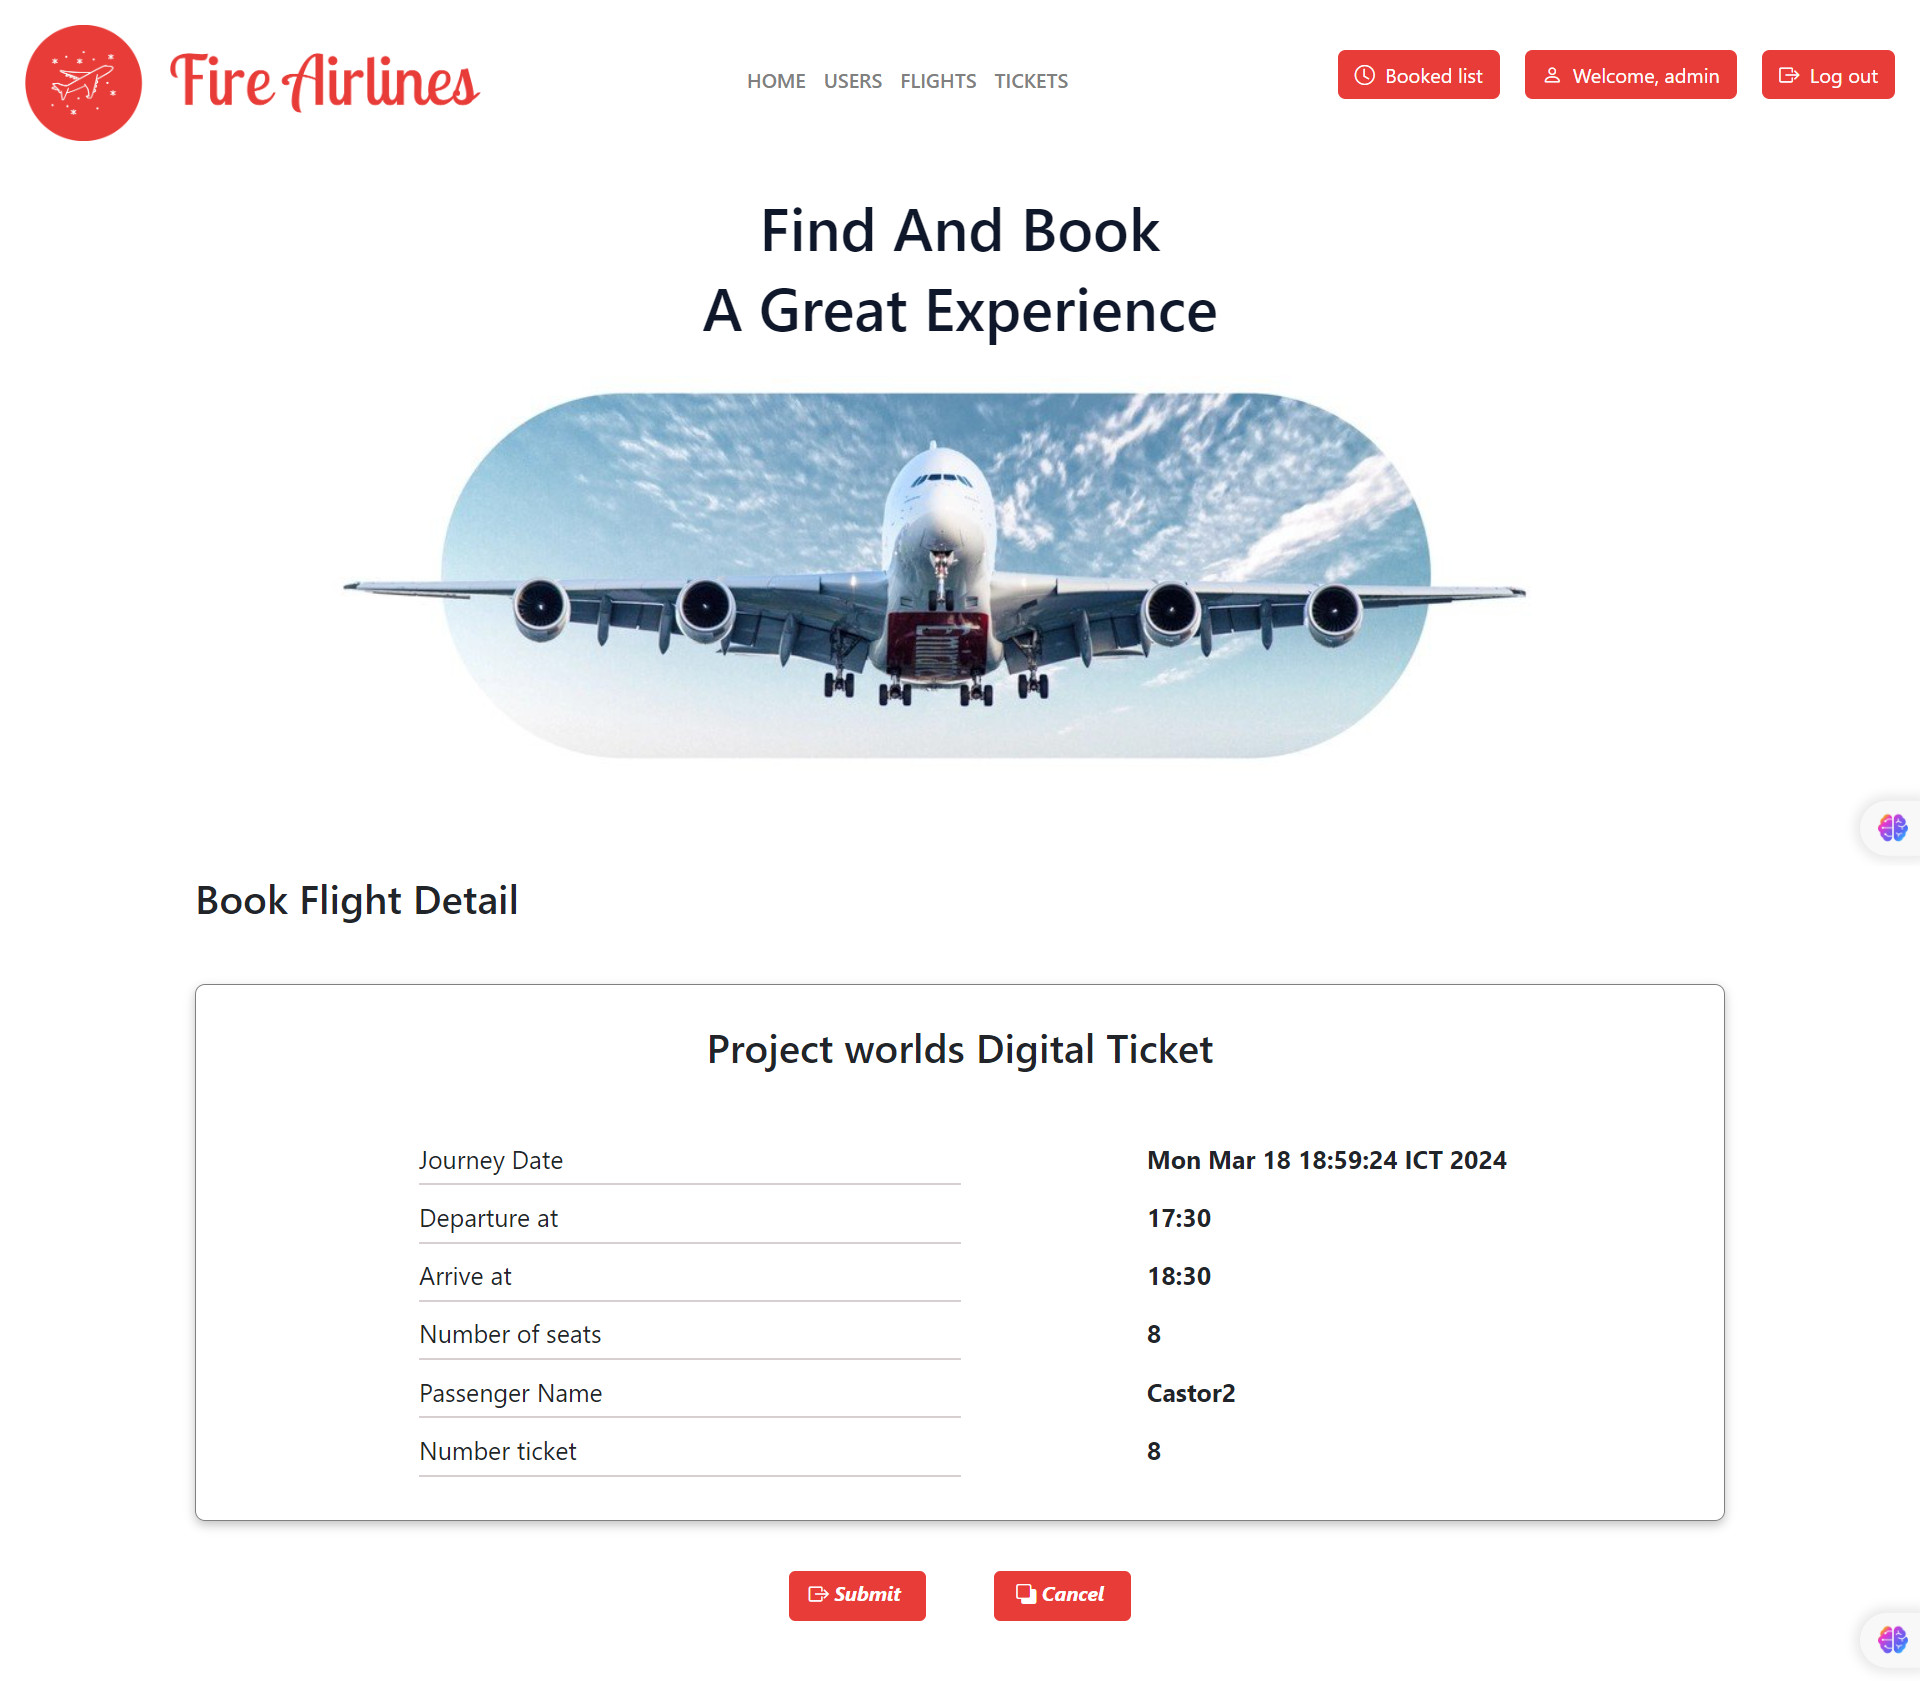 Fire Airlines
HOME USERS FLIGHTS TICKETS
Booked list
Welcome, admin
Log out
Find And Book
A Great Experience
Book Flight Detail
Project worlds Digital Ticket
Journey Date Mon Mar 18 18:59:24 ICT 2024
Departure at 17:30
Arrive at 18:30
Number of seats 8
Passenger Name Castor2
Number ticket 8
Submit
Cancel